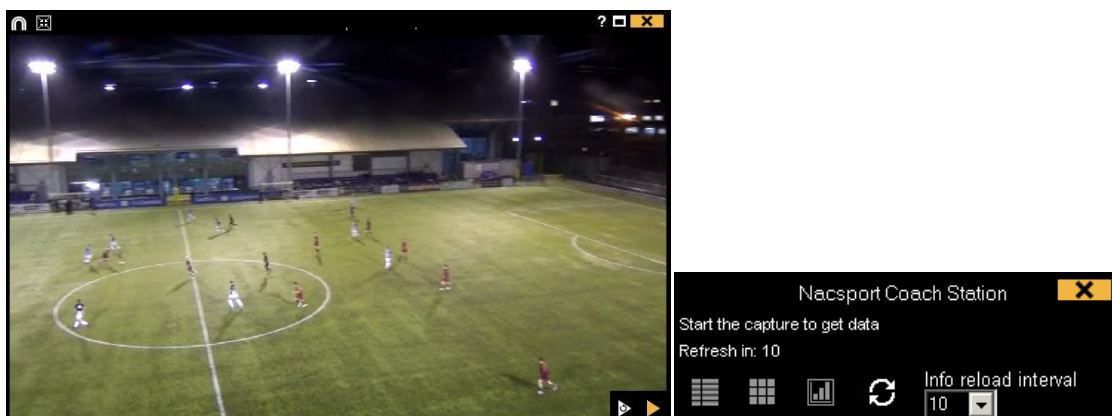 ?
Nacsport Coach Station
Start the capture to get data
Refresh in: 10
Info reload interval
10